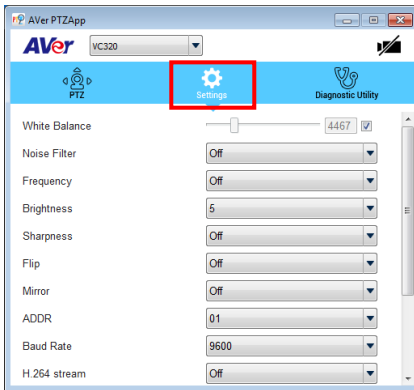 AVer PTZApp
AVer VC320
PTZ Settings Diagnostic Utility
White Balance 4467
Noise Filter Off
Frequency Off
Brightness 5
Sharpness Off
Flip Off
Mirror Off
ADDR 01
Baud Rate 9600
H.264 stream Off